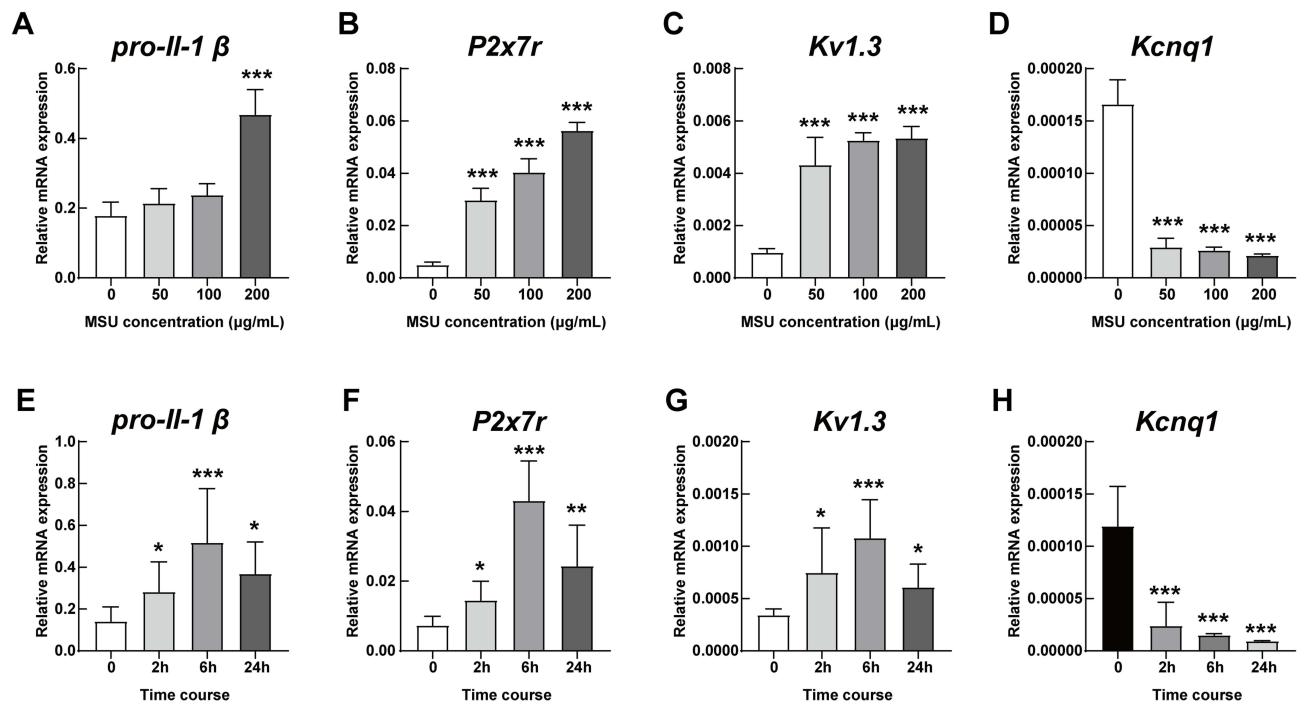 A
pro-Il-1 β
Relative mRNA expression
0.6
0.4
0.2
0.0
***
0 50 100 200
MSU concentration (μg/mL)
B
P2x7r
Relative mRNA expression
0.08
0.06
0.04
0.02
0.00
*** *** ***
0 50 100 200
MSU concentration (μg/mL)
C
Kv1.3
Relative mRNA expression
0.008
0.006
0.004
0.002
0.000
*** *** ***
0 50 100 200
MSU concentration (μg/mL)
D
Kcnq1
Relative mRNA expression
0.00020
0.00015
0.00010
0.00005
0.00000
*** *** ***
0 50 100 200
MSU concentration (μg/mL)
E
pro-Il-1 β
Relative mRNA expression
1.0
0.8
0.6
0.4
0.2
0.0
* *** *
0 2h 6h 24h
Time course
F
P2x7r
Relative mRNA expression
0.06
0.04
0.02
0.00
* *** **
0 2h 6h 24h
Time course
G
Kv1.3
Relative mRNA expression
0.0020
0.0015
0.0010
0.0005
0.0000
* *** *
0 2h 6h 24h
Time course
H
Kcnq1
Relative mRNA expression
0.00020
0.00015
0.00010
0.00005
0.00000
*** *** ***
0 2h 6h 24h
Time course